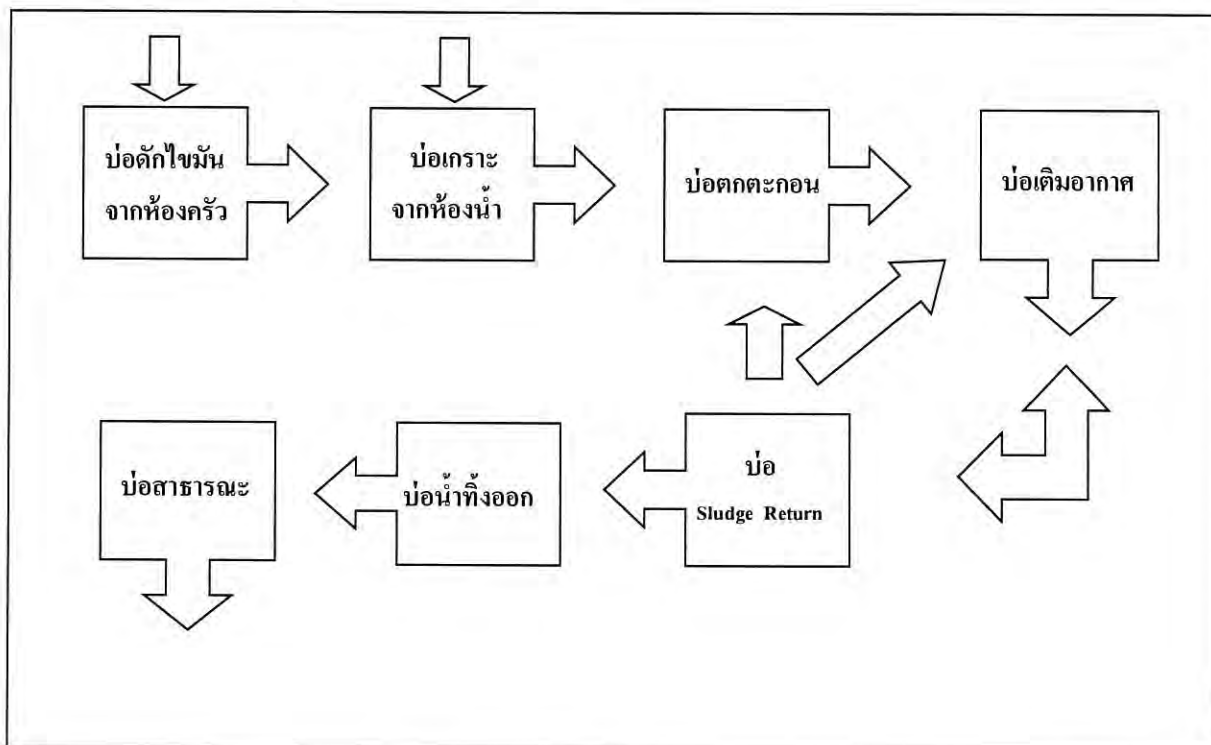 บ่อดักไขมัน
จากห้องครัว
บ่อเกราะ
จากห้องน้ำ
บ่อตกตะกอน
บ่อเติมอากาศ
บ่อสาธารณะ
บ่อน้ำทิ้งออก
บ่อ
Sludge Return